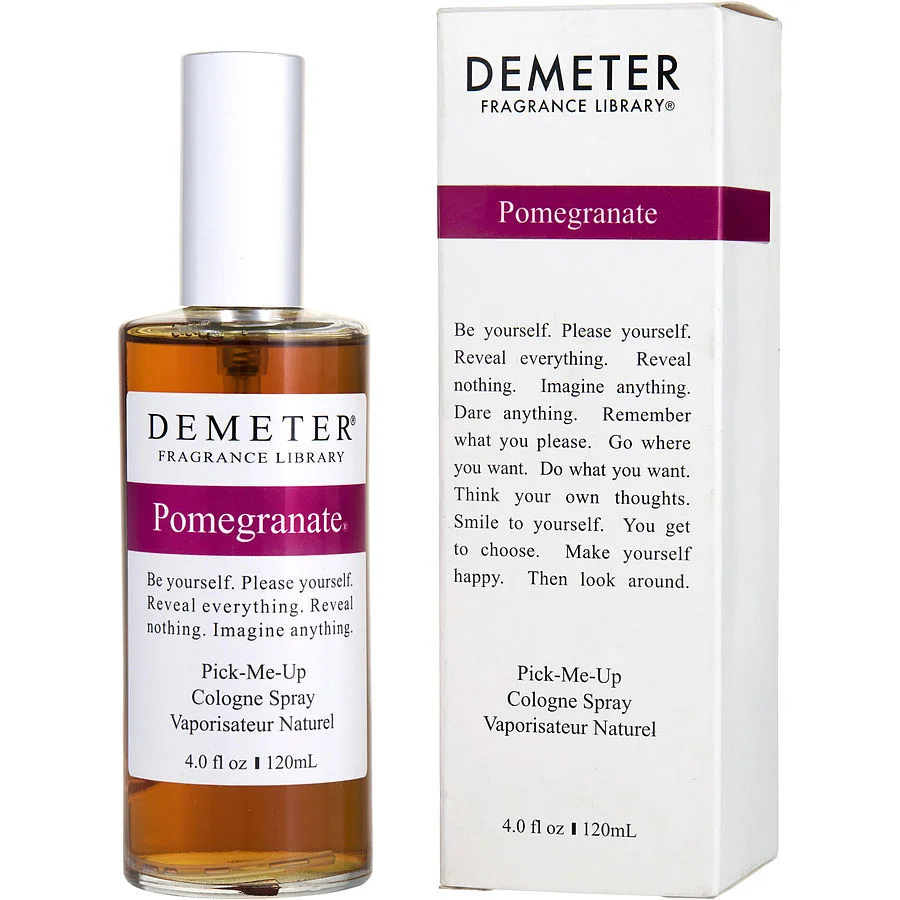 DEMETER®
FRAGRANCE LIBRARY
Pomegranate®
Be yourself. Please yourself.
Reveal everything. Reveal
nothing. Imagine anything.
Pick-Me-Up
Cologne Spray
Vaporisateur Naturel
4.0 fl oz ❚ 120mL
DEMETER
FRAGRANCE LIBRARY®
Pomegranate
Be yourself. Please yourself.
Reveal everything. Reveal
nothing. Imagine anything.
Dare anything. Remember
what you please. Go where
you want. Do what you want.
Think your own thoughts.
Smile to yourself. You get
to choose. Make yourself
happy. Then look around.
Pick-Me-Up
Cologne Spray
Vaporisateur Naturel
4.0 fl oz ❚ 120mL